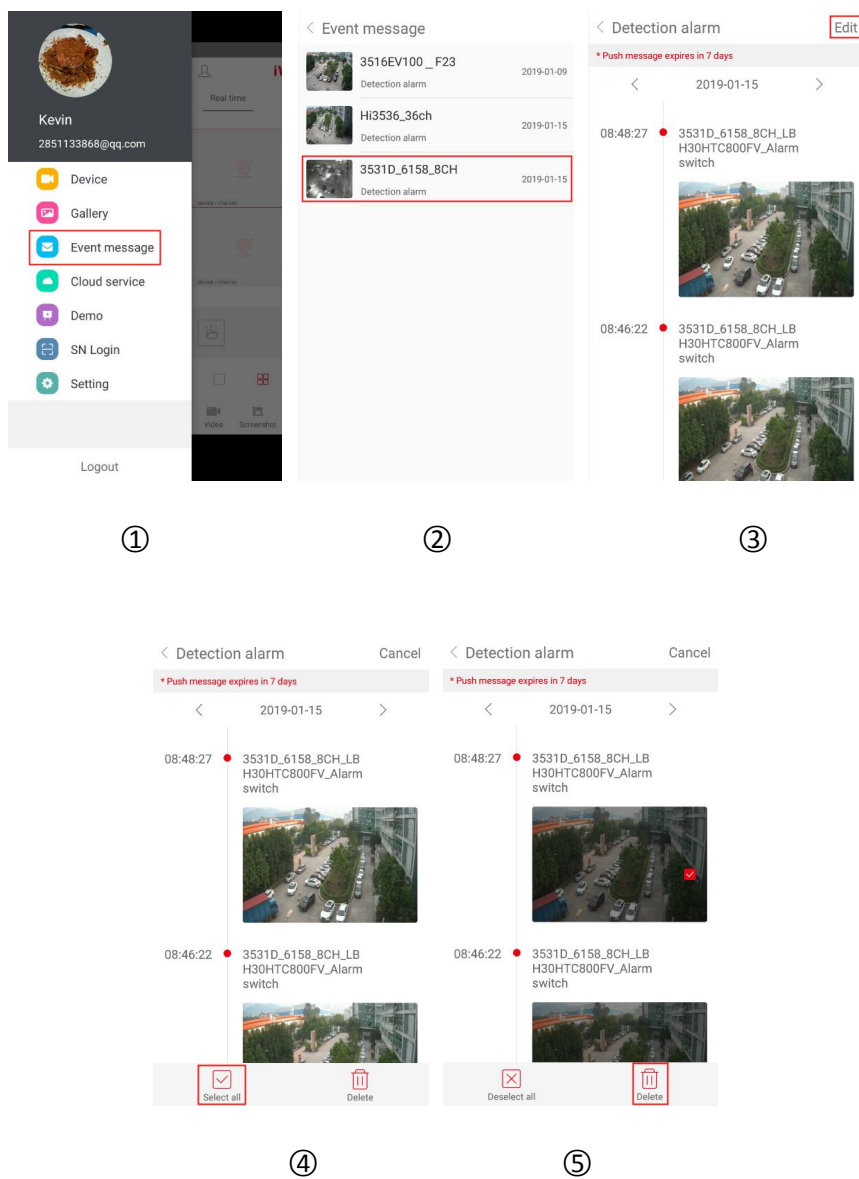 Kevin
2851133868@qq.com
Device
Gallery
Event message
Cloud service
Demo
SN Login
Setting
Logout
Real time
device / channel
device / channel
Video
Screenshot
Event message
3516EV100 _ F23
Detection alarm
2019-01-09
Hi3536_36ch
Detection alarm
2019-01-15
3531D_6158_8CH
Detection alarm
2019-01-15
Detection alarm
Edit
* Push message expires in 7 days
2019-01-15
08:48:27
3531D_6158_8CH_LB
H30HTC800FV_Alarm
switch
08:46:22
3531D_6158_8CH_LB
H30HTC800FV_Alarm
switch
①
②
③
Detection alarm
Cancel
* Push message expires in 7 days
2019-01-15
08:48:27
3531D_6158_8CH_LB
H30HTC800FV_Alarm
switch
08:46:22
3531D_6158_8CH_LB
H30HTC800FV_Alarm
switch
Select all
Delete
Detection alarm
Cancel
* Push message expires in 7 days
2019-01-15
08:48:27
3531D_6158_8CH_LB
H30HTC800FV_Alarm
switch
08:46:22
3531D_6158_8CH_LB
H30HTC800FV_Alarm
switch
Deselect all
Delete
④
⑤